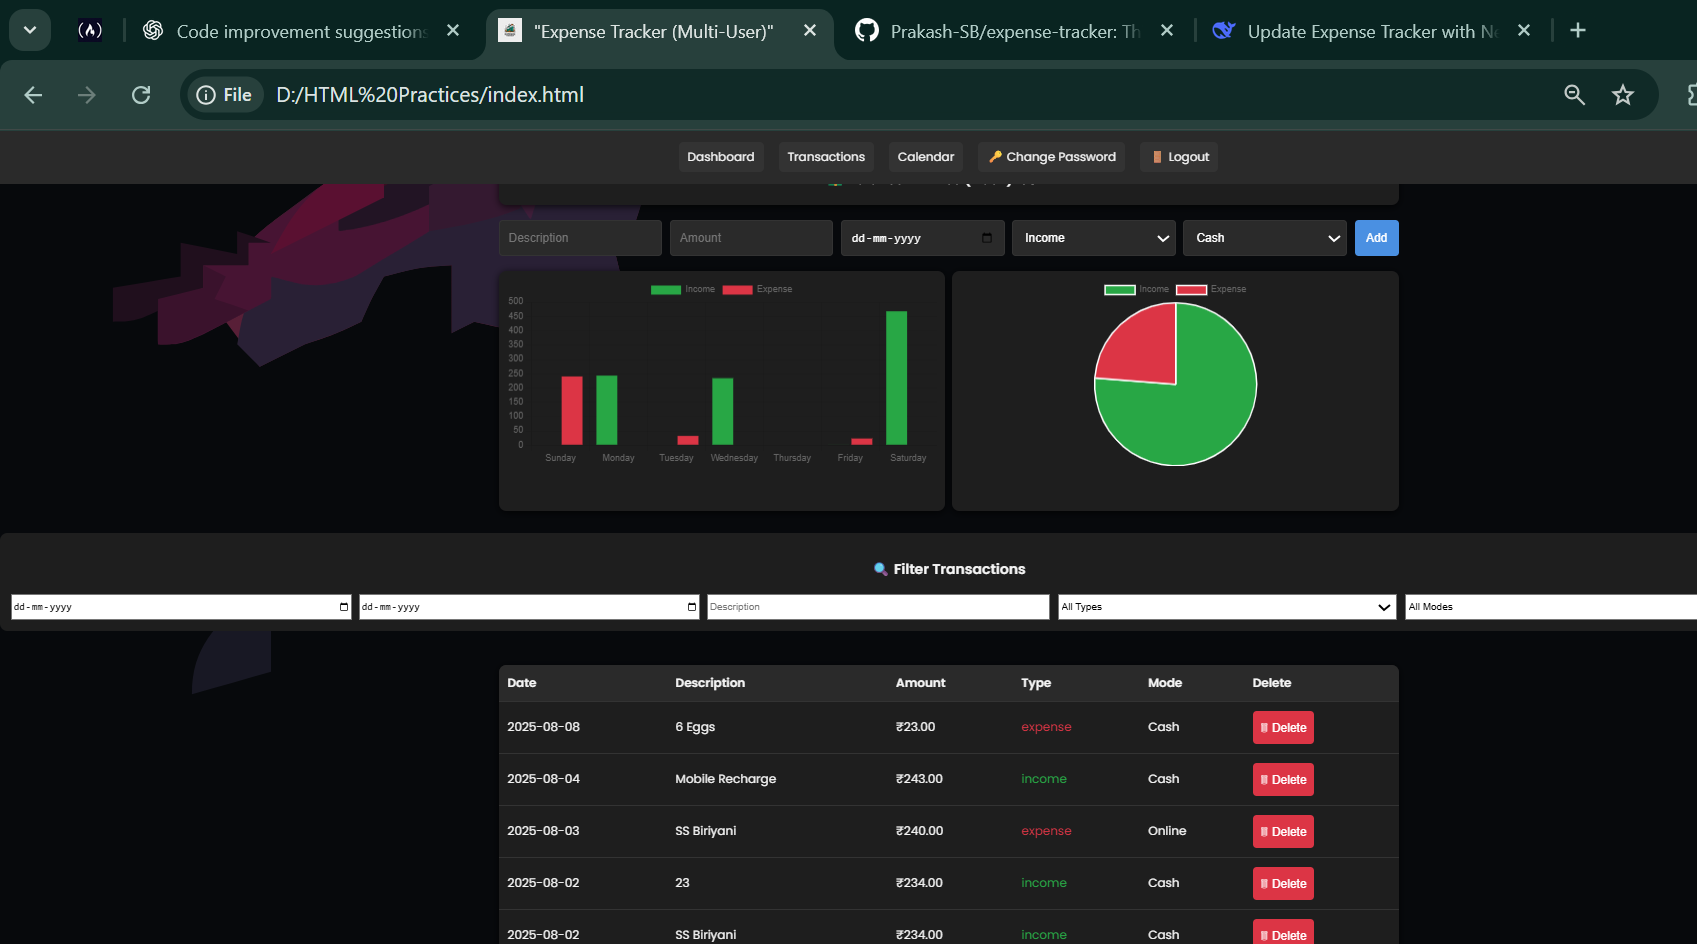 Code improvement suggestions
"Expense Tracker (Multi-User)"
Prakash-SB/expense-tracker: Th
Update Expense Tracker with Ne
File D:/HTML%20Practices/index.html
Dashboard Transactions Calendar Change Password Logout
Description Amount dd-mm-yyyy Income Cash Add
Income Expense
500
450
400
350
300
250
200
150
100
50
0
Sunday Monday Tuesday Wednesday Thursday Friday Saturday
Income Expense
Filter Transactions
dd-mm-yyyy dd-mm-yyyy Description All Types All Modes
Date Description Amount Type Mode Delete
2025-08-08 6 Eggs ₹23.00 expense Cash Delete
2025-08-04 Mobile Recharge ₹243.00 income Cash Delete
2025-08-03 SS Biriyani ₹240.00 expense Online Delete
2025-08-02 23 ₹234.00 income Cash Delete
2025-08-02 SS Biriyani ₹234.00 income Cash Delete